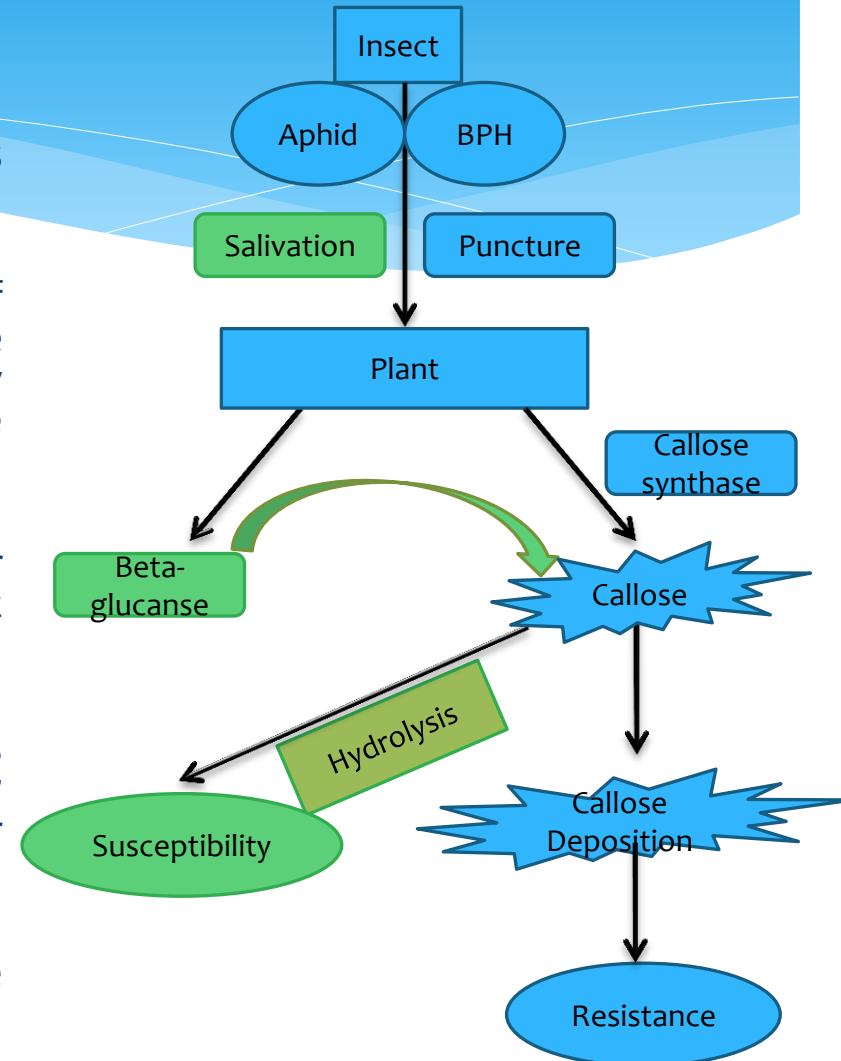 Insect
Aphid
BPH
Salivation
Puncture
Plant
Callose
synthase
Beta-
glucanse
Callose
Hydrolysis
Callose
Deposition
Susceptibility
Resistance